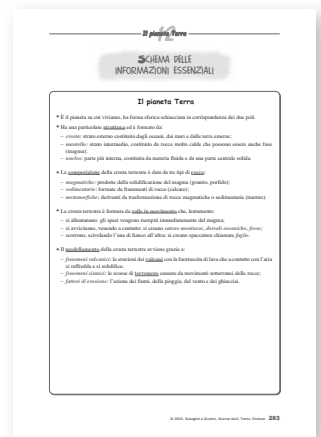 Il pianeta Terra
12
SCHEMA DELLE
INFORMAZIONI ESSENZIALI
Il pianeta Terra
• È il pianeta su cui viviamo, ha forma sferica schiacciata in corrispondenza dei due poli.
• Ha una particolare struttura ed è formato da:
– crosta: strato esterno costituito dagli oceani, dai mari e dalle terre emerse;
– mantello: strato intermedio, costituito da rocce molto calde che possono essere anche fuse
(magma);
– nucleo: parte più interna, costituita da materia fluida e da una parte centrale solida.
• La composizione della crosta terrestre è data da tre tipi di rocce:
– magmatiche: prodotte dalla solidificazione del magma (granito, porfido);
– sedimentarie: formate da frammenti di rocce (calcare);
– metamorfiche: derivanti da trasformazione di rocce magmatiche o sedimentarie (marmo).
• La crosta terrestre è formata da zolle in movimento che, lentamente:
– si allontanano: gli spazi vengono riempiti immediatamente dal magma;
– si avvicinano, venendo a contatto: si creano catene montuose, dorsali oceaniche, fosse;
– scorrono, scivolando l'una di fianco all'altra: si creano spaccature chiamate faglie.
• Il modellamento della crosta terrestre avviene grazie a:
– fenomeni vulcanici: le eruzioni dei vulcani con la fuoriuscita di lava che a contatto con l'aria
si raffredda e si solidifica;
– fenomeni sismici: le scosse di terremoto causate da movimenti sotterranei delle rocce;
– fattori di erosione: l'azione dei fiumi, della pioggia, del vento e dei ghiacciai.
Trento, Erickson 283